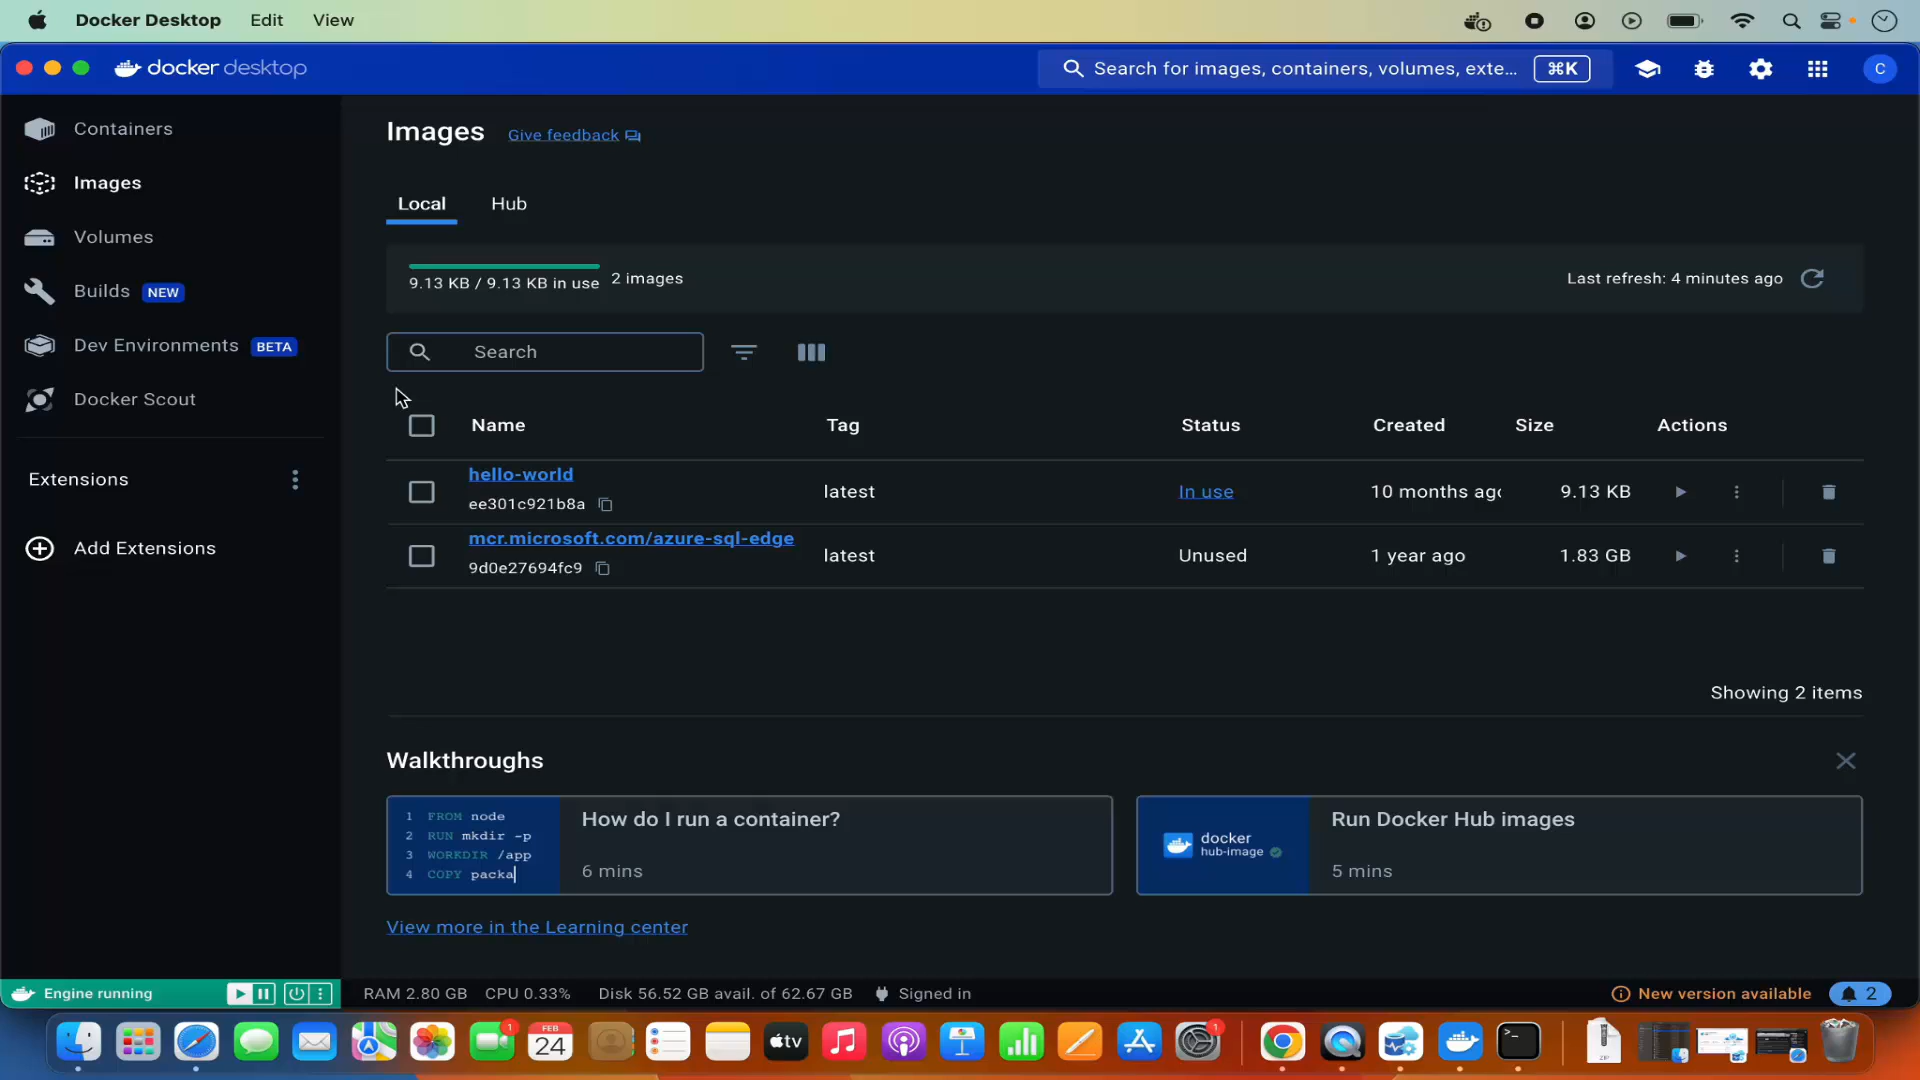 Docker Desktop Edit View
docker desktop
Search for images, containers, volumes, exte... ⌘K
C
Containers
Images
Volumes
Builds NEW
Dev Environments BETA
Docker Scout
Extensions
Add Extensions
Images Give feedback
Local Hub
9.13 KB / 9.13 KB in use 2 images
Last refresh: 4 minutes ago
Search
Name Tag Status Created Size Actions
hello-world
ee301c921b8a
latest In use 10 months ago 9.13 KB
mcr.microsoft.com/azure-sql-edge
9d0e27694fc9
latest Unused 1 year ago 1.83 GB
Showing 2 items
Walkthroughs
1 FROM node
2 RUN mkdir -p
3 WORKDIR /app
4 COPY packa
How do I run a container?
6 mins
docker
hub-image
Run Docker Hub images
5 mins
View more in the Learning center
Engine running
RAM 2.80 GB CPU 0.33% Disk 56.52 GB avail. of 62.67 GB Signed in
New version available 2
1
FEB
24
tv
1
ZIP